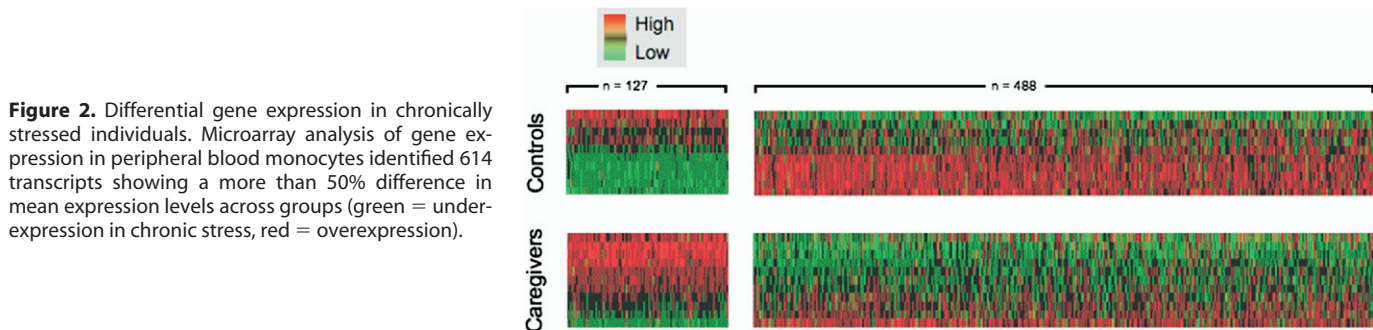 High
Low
n = 127
n = 488
Figure 2. Differential gene expression in chronically
stressed individuals. Microarray analysis of gene ex-
pression in peripheral blood monocytes identified 614
transcripts showing a more than 50% difference in
mean expression levels across groups (green = under-
expression in chronic stress, red = overexpression).
Controls
Caregivers